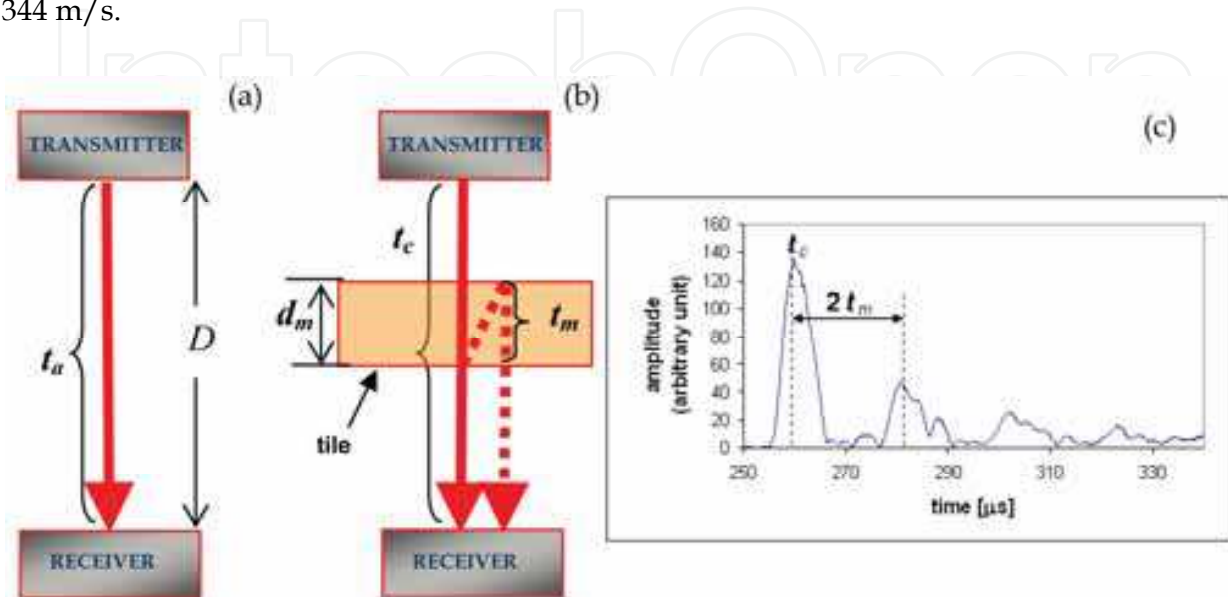 344 m/s.
IntechOpen
(a)
(b)
(c)
TRANSMITTER
TRANSMITTER
t_a
D
t_c
d_m
t_m
tile
RECEIVER
RECEIVER
t_c
2 t_m
amplitude
(arbitrary unit)
160
140
120
100
80
60
40
20
0
250
270
290
310
330
time [μs]